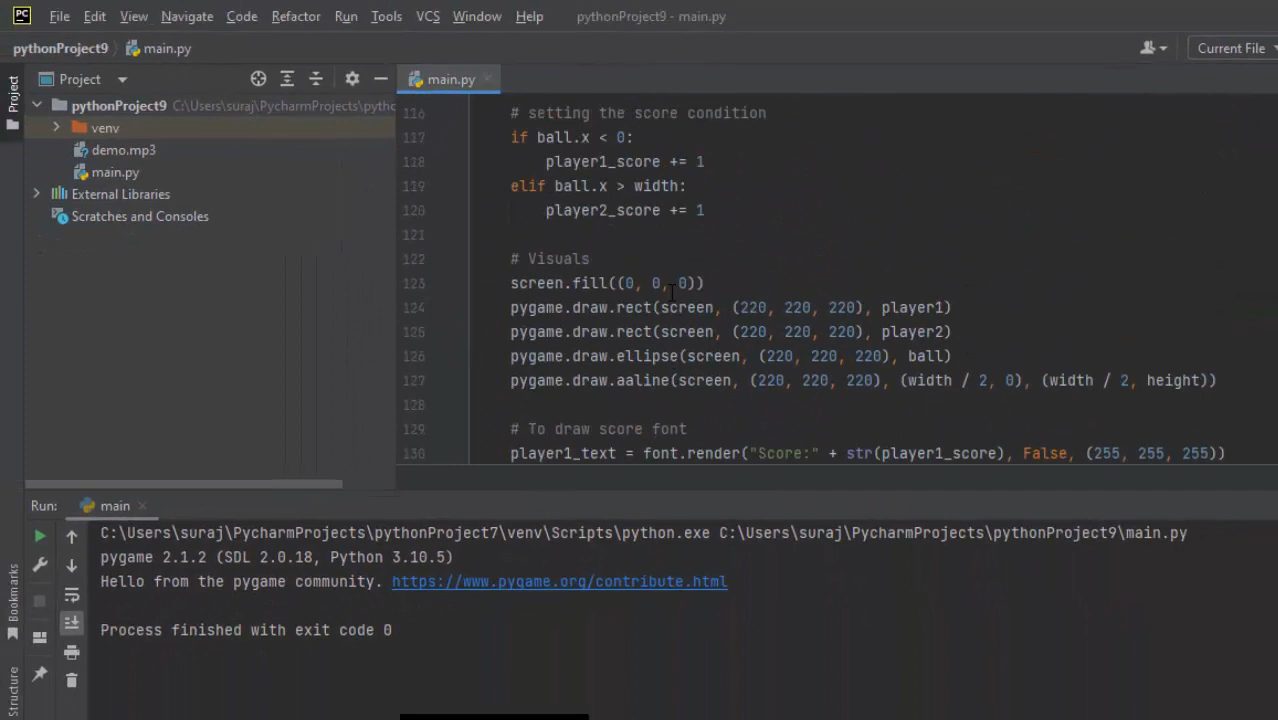 PC File Edit View Navigate Code Refactor Run Tools VCS Window Help pythonProject9 - main.py
pythonProject9 main.py Current File
Project Project main.py
pythonProject9 C:\Users\suraj\PycharmProjects\pytho
venv
demo.mp3
main.py
External Libraries
Scratches and Consoles
116 # setting the score condition
117 if ball.x < 0:
118 player1_score += 1
119 elif ball.x > width:
120 player2_score += 1
121
122 # Visuals
123 screen.fill((0, 0, 0))
124 pygame.draw.rect(screen, (220, 220, 220), player1)
125 pygame.draw.rect(screen, (220, 220, 220), player2)
126 pygame.draw.ellipse(screen, (220, 220, 220), ball)
127 pygame.draw.aaline(screen, (220, 220, 220), (width / 2, 0), (width / 2, height))
128
129 # To draw score font
130 player1_text = font.render("Score:" + str(player1_score), False, (255, 255, 255))
Run: main
C:\Users\suraj\PycharmProjects\pythonProject7\venv\Scripts\python.exe C:\Users\suraj\PycharmProjects\pythonProject9\main.py
pygame 2.1.2 (SDL 2.0.18, Python 3.10.5)
Hello from the pygame community. https://www.pygame.org/contribute.html
Process finished with exit code 0
Bookmarks
Structure